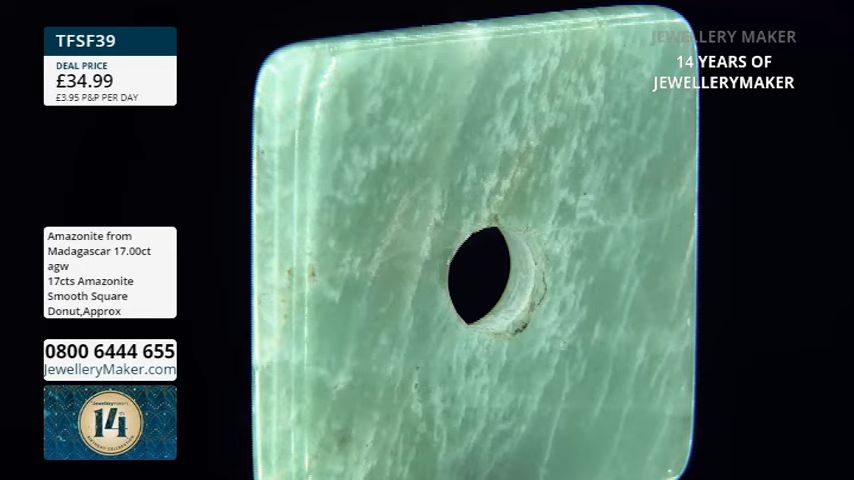 TFSF39
DEAL PRICE
£34.99
£3.95 P&P PER DAY
JEWELLERY MAKER
14 YEARS OF
JEWELLERYMAKER
Amazonite from
Madagascar 17.00ct
agw
17cts Amazonite
Smooth Square
Donut,Approx
0800 6444 655
JewelleryMaker.com
14